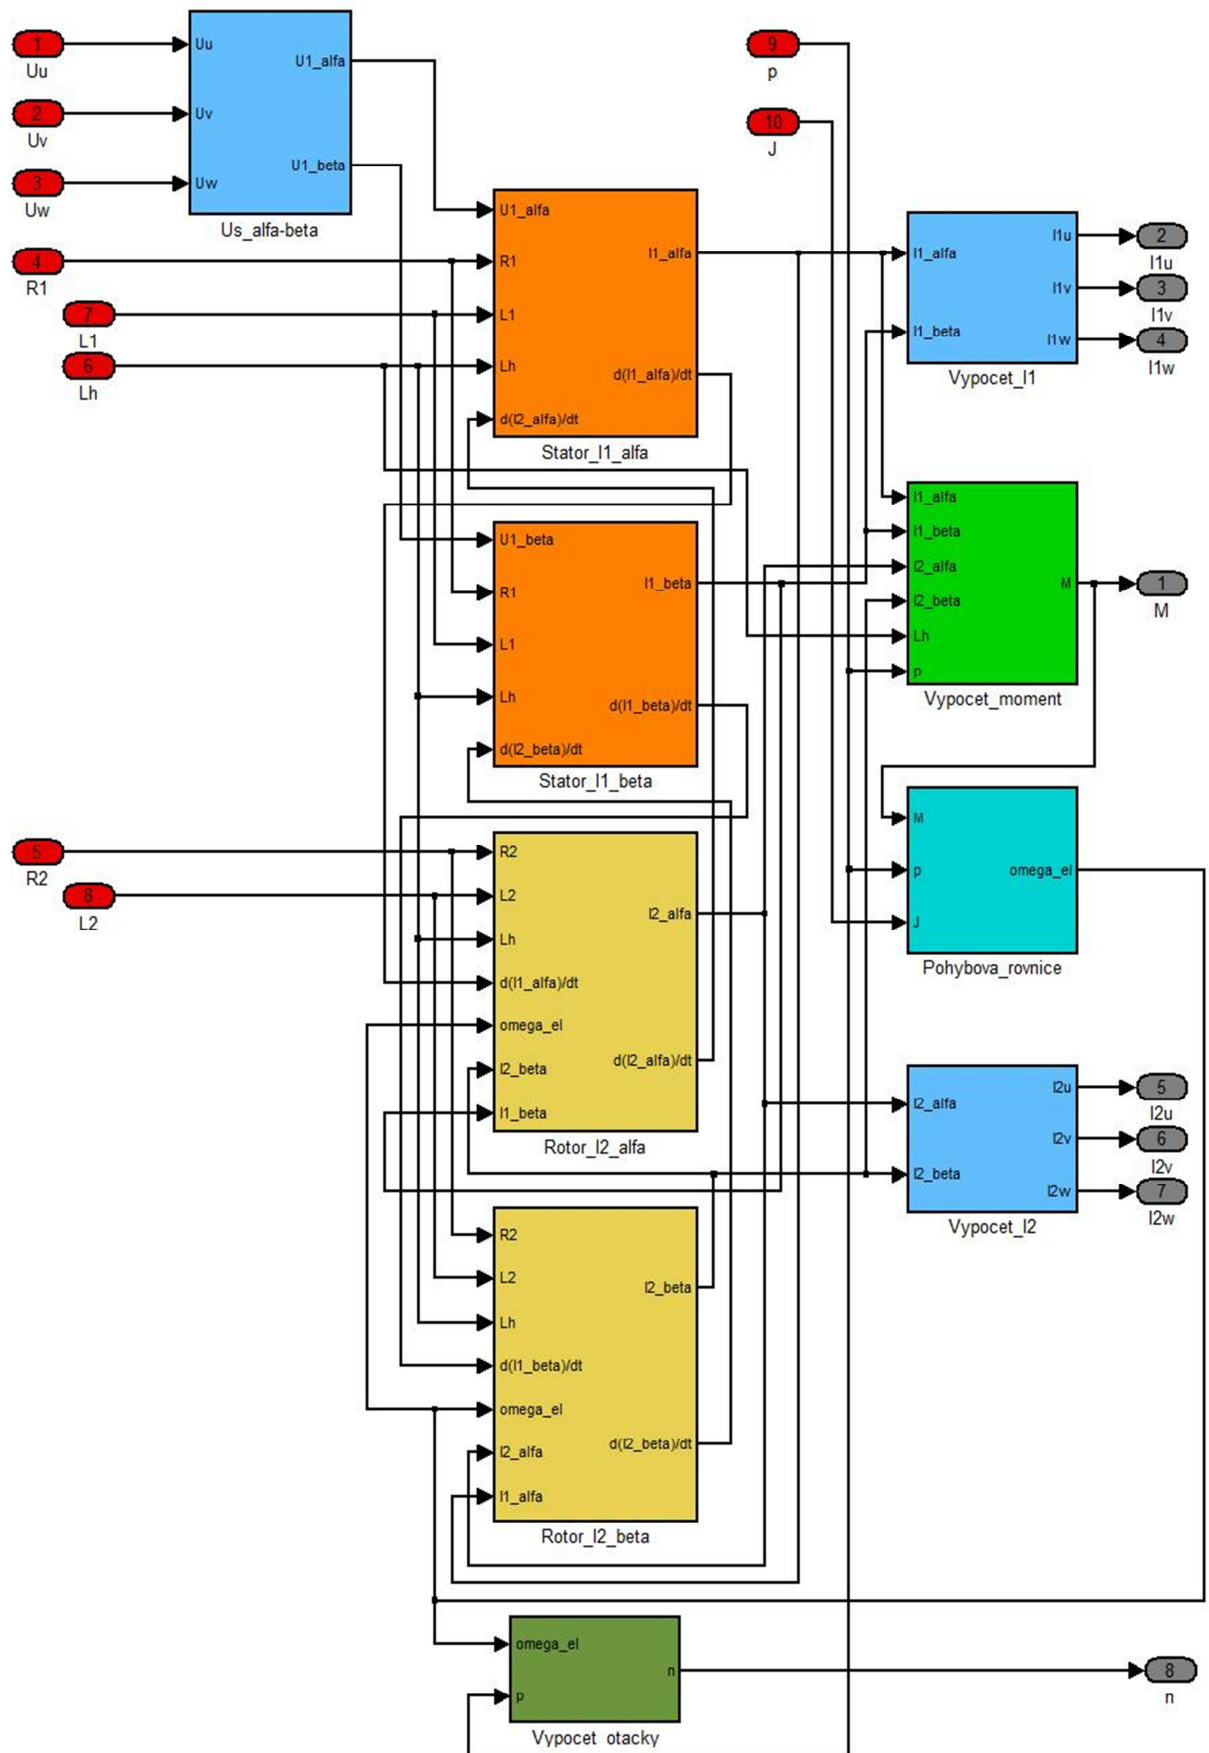 1
Uu
2
Uv
3
Uw
4
R1
7
L1
6
Lh
Uu
Uv
Uw
U1_alfa
U1_beta
Us_alfa-beta
9
p
10
J
U1_alfa
R1
L1
Lh
d(I2_alfa)/dt
I1_alfa
d(I1_alfa)/dt
Stator_I1_alfa
I1_alfa
I1_beta
I1u
I1v
I1w
Vypocet_I1
2
I1u
3
I1v
4
I1w
U1_beta
R1
L1
Lh
d(I2_beta)/dt
I1_beta
d(I1_beta)/dt
Stator_I1_beta
I1_alfa
I1_beta
I2_alfa
I2_beta
Lh
p
M
Vypocet_moment
1
M
5
R2
8
L2
R2
L2
Lh
d(I1_alfa)/dt
omega_el
I2_beta
I1_beta
I2_alfa
d(I2_alfa)/dt
Rotor_I2_alfa
M
p
J
omega_el
Pohybova_rovnice
I2_alfa
I2_beta
I2u
I2v
I2w
Vypocet_I2
5
I2u
6
I2v
7
I2w
R2
L2
Lh
d(I1_beta)/dt
omega_el
I2_alfa
I1_alfa
I2_beta
d(I2_beta)/dt
Rotor_I2_beta
omega_el
p
n
Vypocet_otacky
8
n